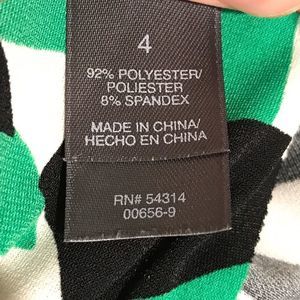 4
92% POLYESTER/
POLIESTER
8% SPANDEX
MADE IN CHINA/
HECHO EN CHINA
RN# 54314
00656-9